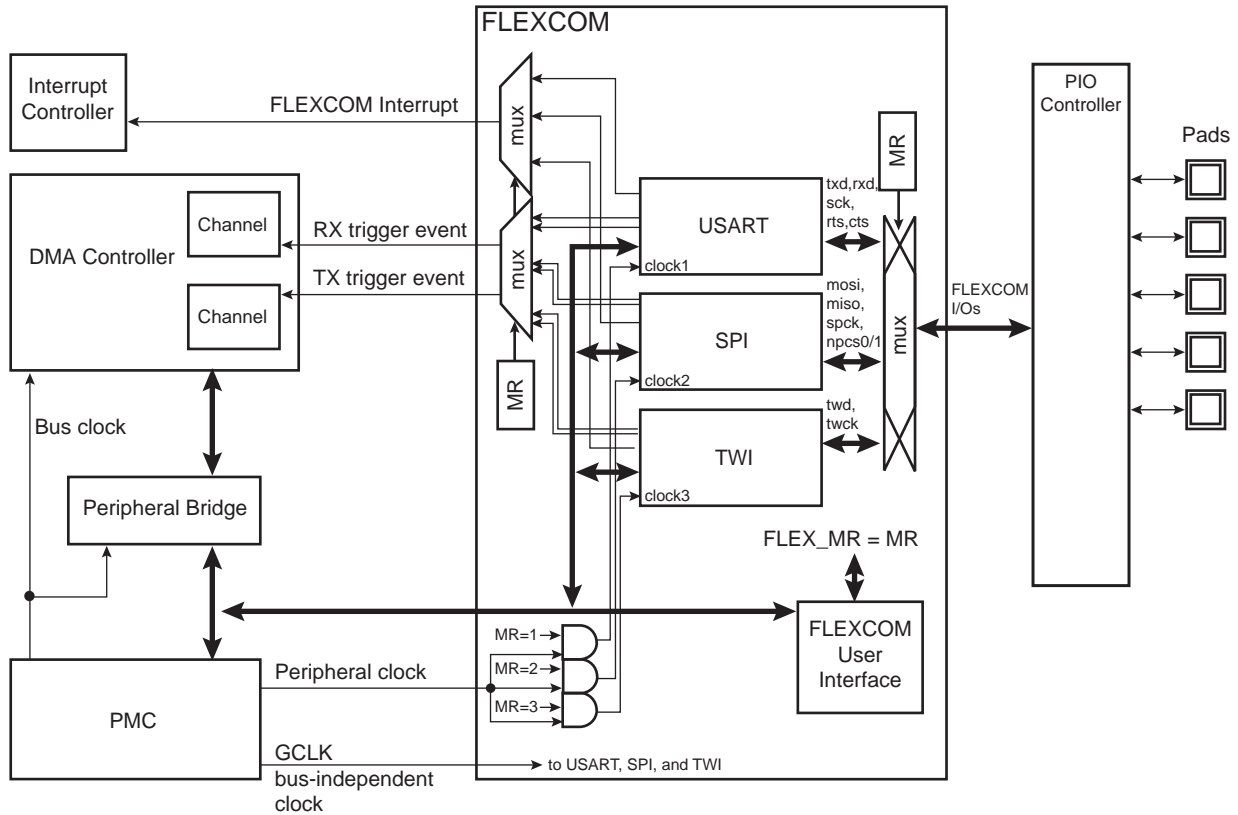 FLEXCOM
Interrupt
Controller
FLEXCOM Interrupt
mux
MR
PIO
Controller
Pads
DMA Controller
Channel
Channel
RX trigger event
TX trigger event
mux
MR
USART
clock1
txd,rxd,
sck,
rts,cts
SPI
clock2
mosi,
miso,
spck,
npcs0/1
TWI
clock3
twd,
twck
mux
FLEXCOM
I/Os
Bus clock
Peripheral Bridge
FLEX_MR = MR
FLEXCOM
User
Interface
MR=1
MR=2
MR=3
Peripheral clock
PMC
GCLK
bus-independent
clock
to USART, SPI, and TWI